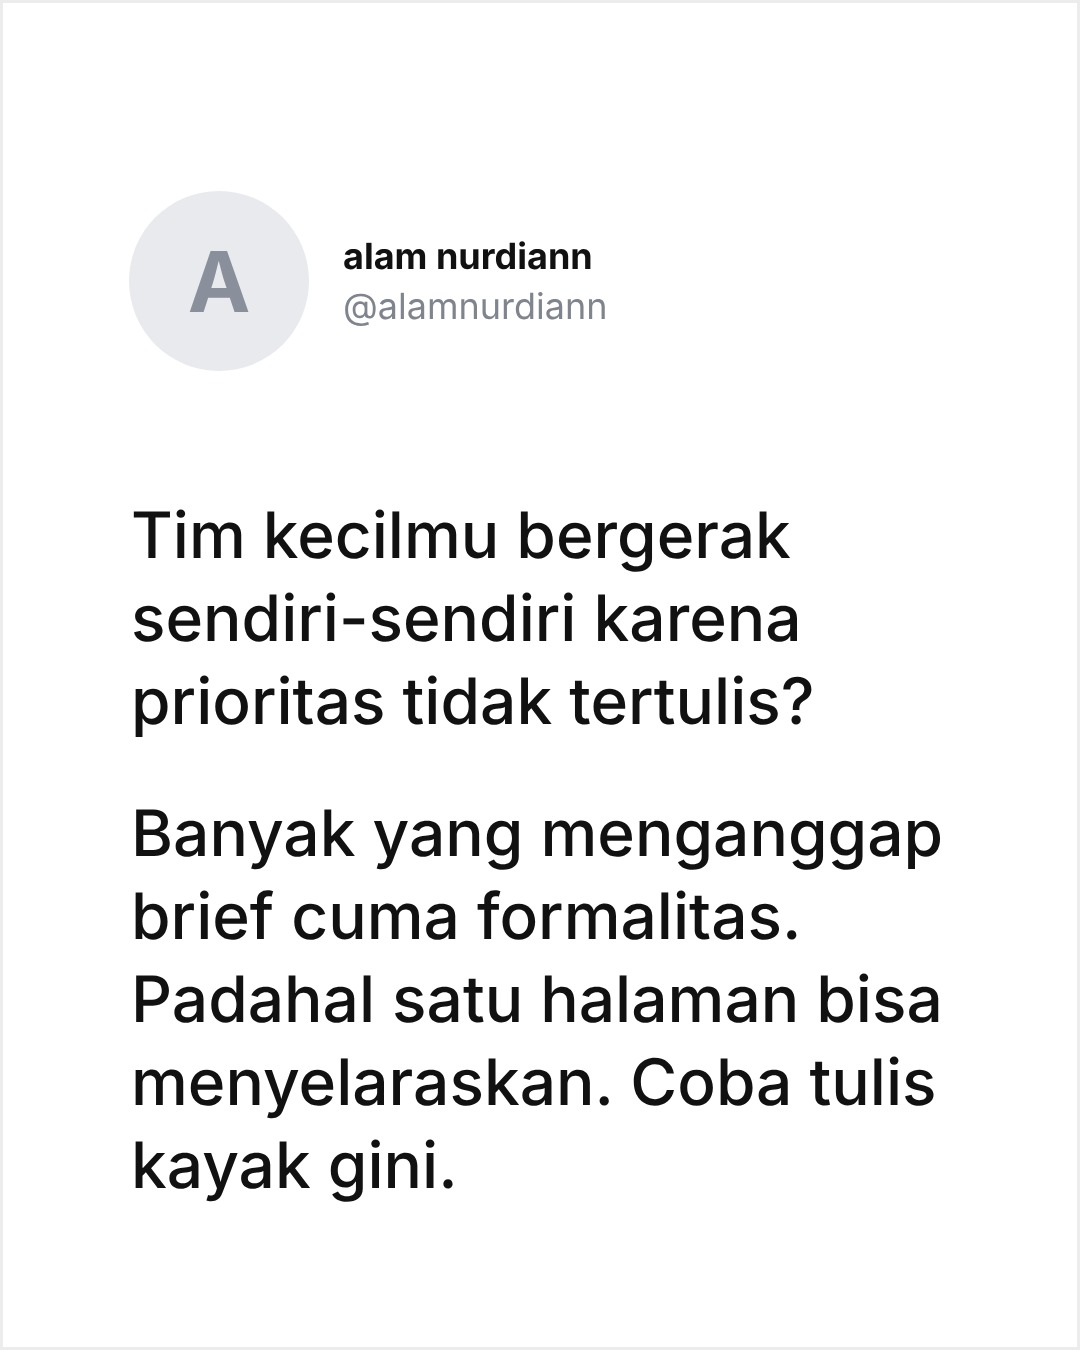 A
alam nurdiann
@alamnurdiann
Tim kecilmu bergerak
sendiri-sendiri karena
prioritas tidak tertulis?
Banyak yang menganggap
brief cuma formalitas.
Padahal satu halaman bisa
menyelaraskan. Coba tulis
kayak gini.